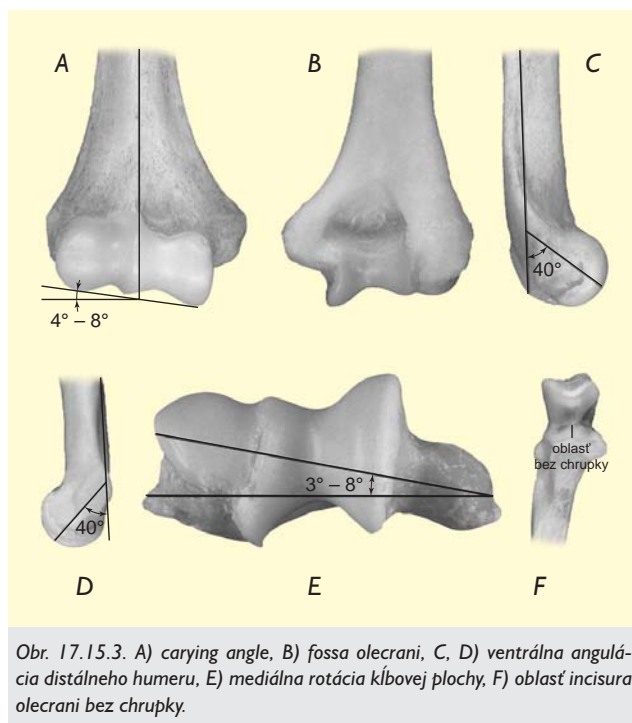 A
B
C
4° – 8°
40°
40°
3° – 8°
oblasť
bez chrupky
D
E
F
Obr. 17.15.3. A) carying angle, B) fossa olecrani, C, D) ventrálna angulá-
cia distálneho humeru, E) mediálna rotácia kĺbovej plochy, F) oblasť incisura
olecrani bez chrupky.